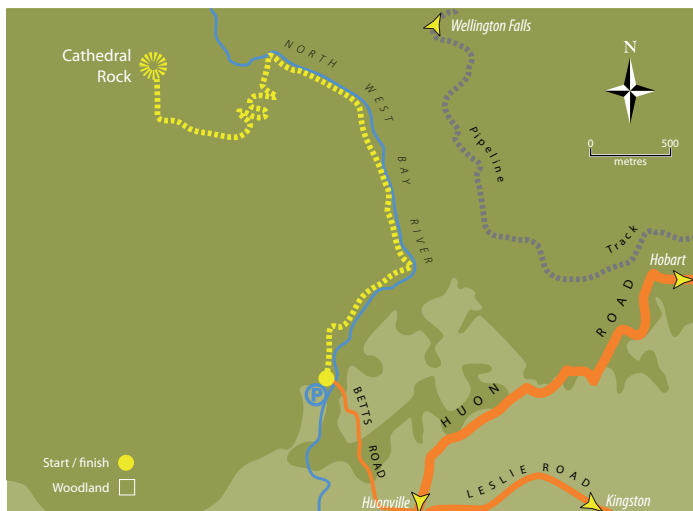 Wellington Falls
Cathedral
Rock
NORTH WEST BAY RIVER
N
0 500
metres
Pipeline
Track
Hobart
HUON ROAD
P
BETTS ROAD
LESLIE ROAD
Start / finish
Woodland
Huonville
Kingston